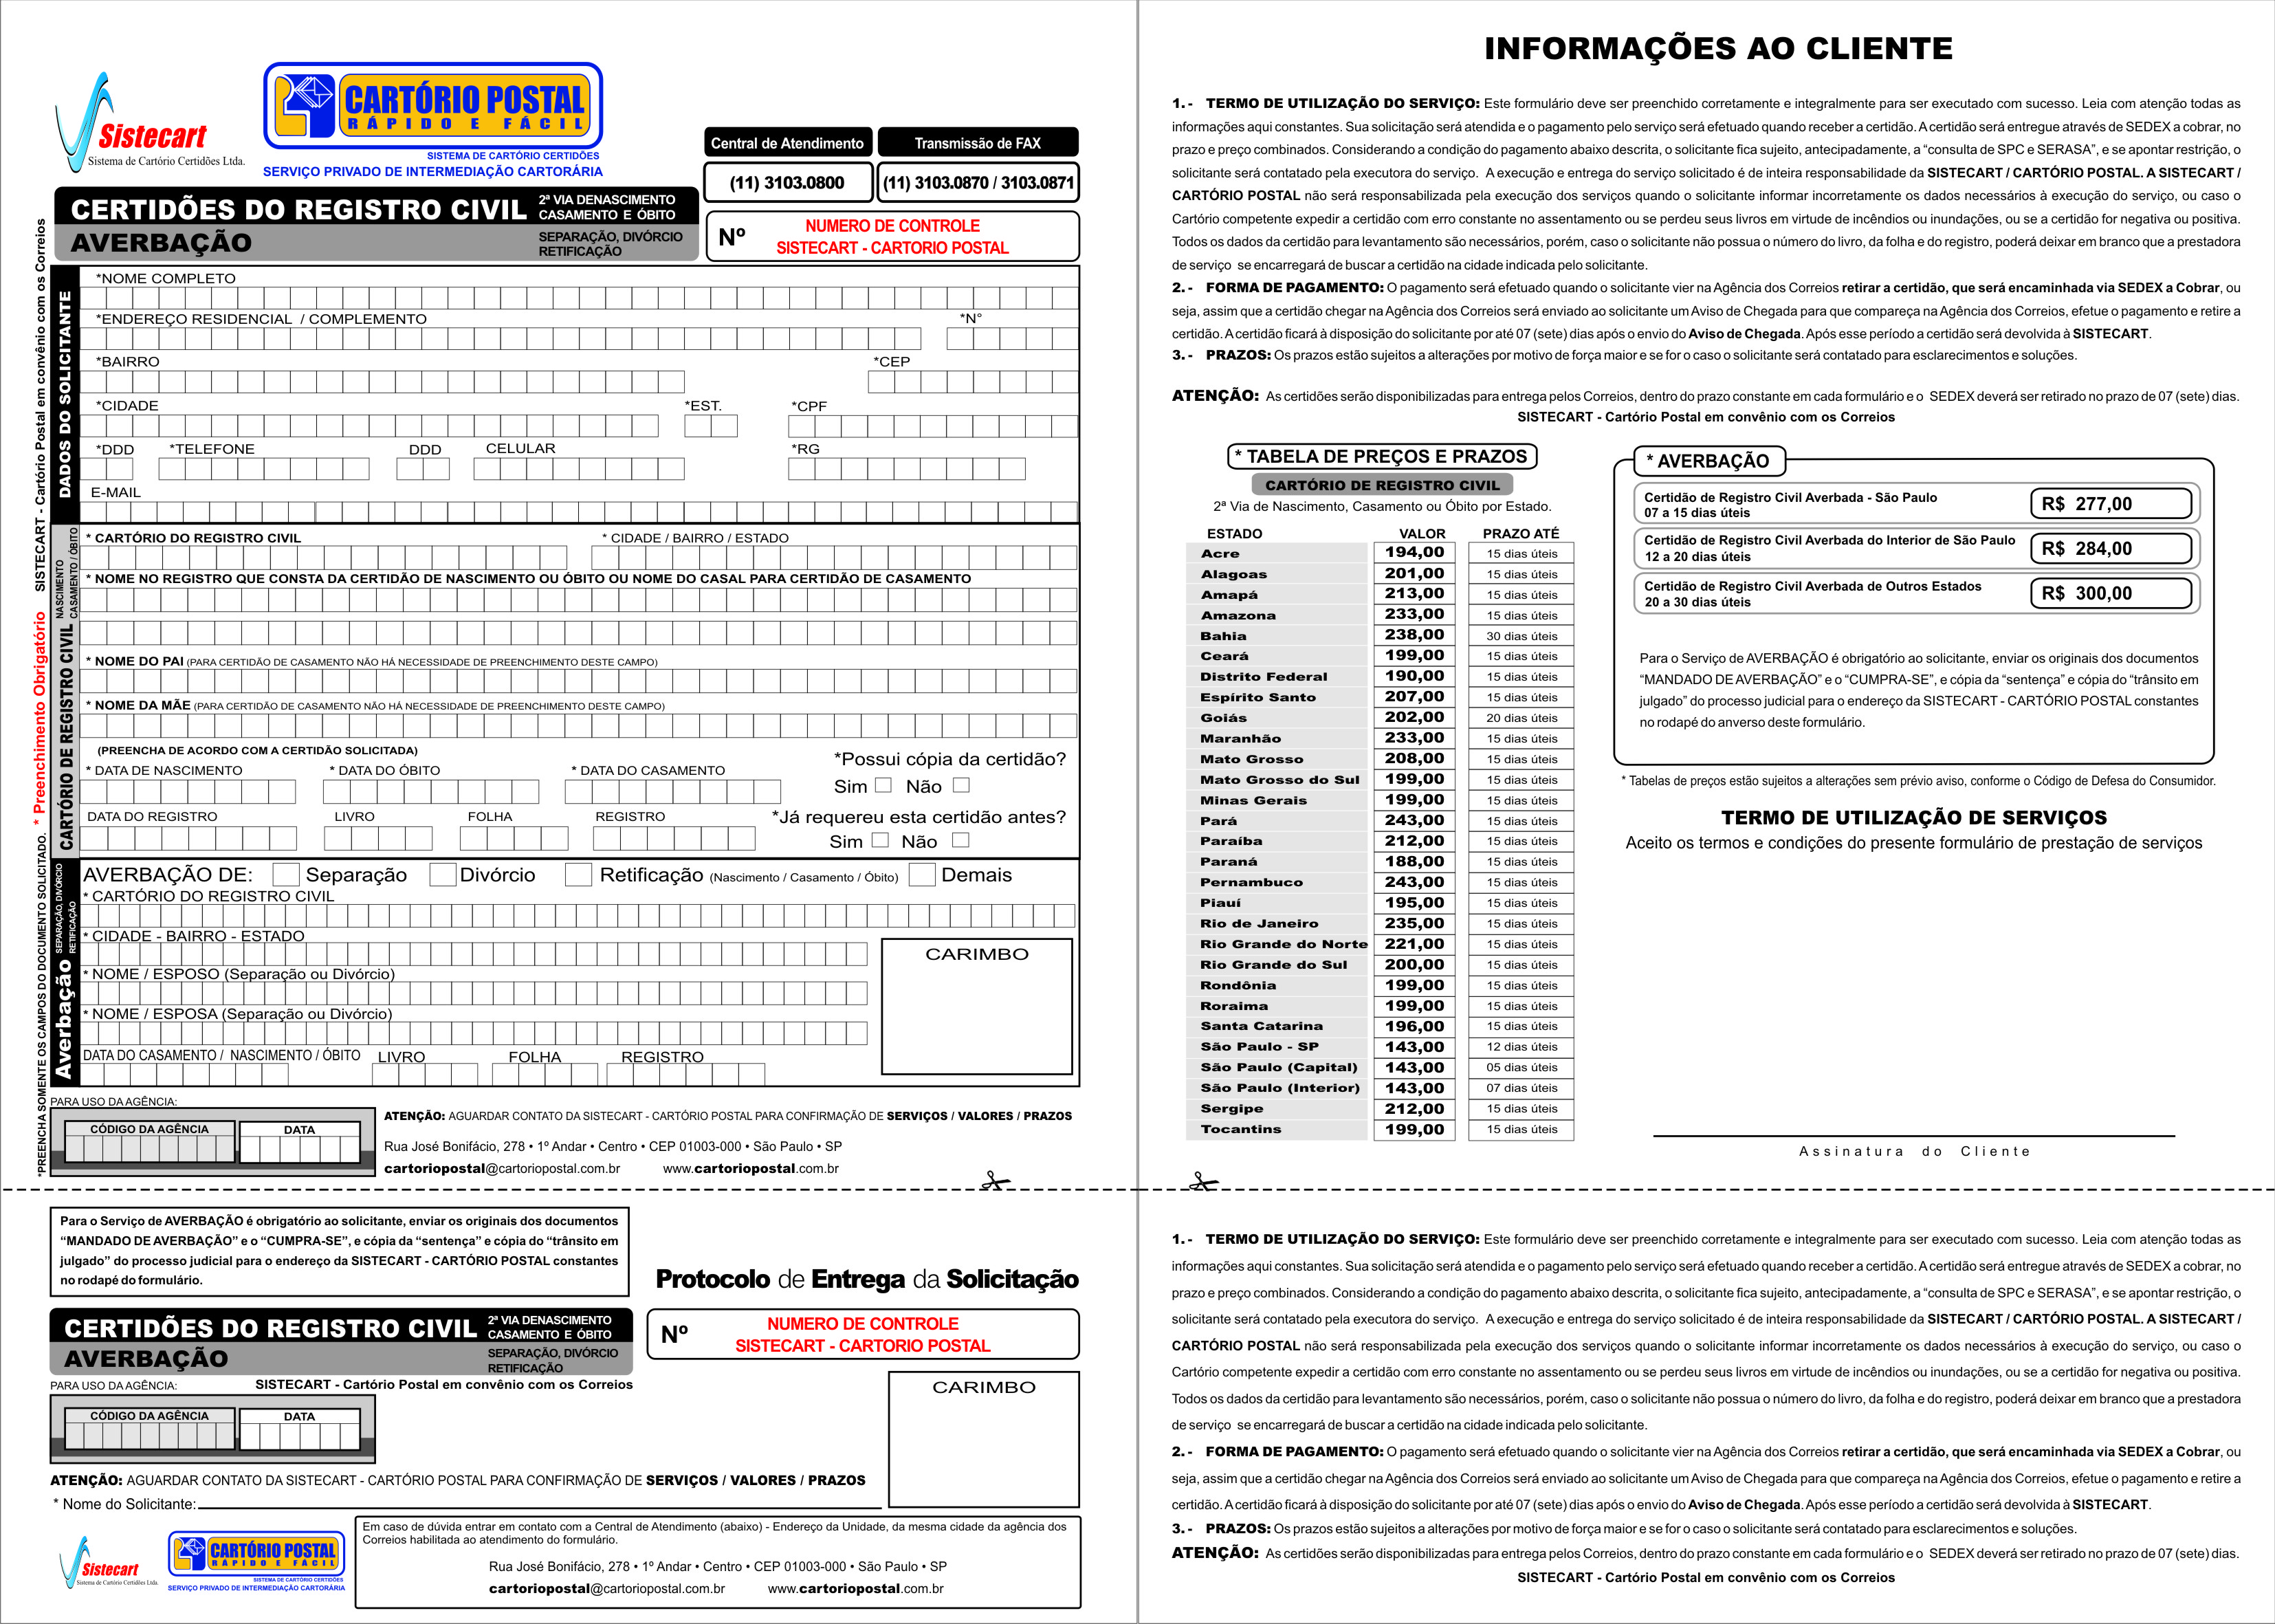 Sistecart
Sistema de Cartório Certidões Ltda.
CARTÓRIO POSTAL
RÁPIDO E FÁCIL
SISTEMA DE CARTÓRIO CERTIDÕES
SERVIÇO PRIVADO DE INTERMEDIAÇÃO CARTORÁRIA
Central de Atendimento
Transmissão de FAX
(11) 3103.0800
(11) 3103.0870 / 3103.0871
CERTIDÕES DO REGISTRO CIVIL
2ª VIA DENASCIMENTO
CASAMENTO E ÓBITO
AVERBAÇÃO
SEPARAÇÃO, DIVÓRCIO
RETIFICAÇÃO
Nº
NUMERO DE CONTROLE
SISTECART - CARTORIO POSTAL
*PREENCHA SOMENTE OS CAMPOS DO DOCUMENTO SOLICITADO. * Preenchimento Obrigatório SISTECART - Cartório Postal em convênio com os Correios
DADOS DO SOLICITANTE
*NOME COMPLETO
*ENDEREÇO RESIDENCIAL / COMPLEMENTO
*N°
*BAIRRO
*CEP
*CIDADE
*EST.
*CPF
*DDD
*TELEFONE
DDD
CELULAR
*RG
E-MAIL
CARTÓRIO DE REGISTRO CIVIL
NASCIMENTO
CASAMENTO / ÓBITO
* CARTÓRIO DO REGISTRO CIVIL
* CIDADE / BAIRRO / ESTADO
* NOME NO REGISTRO QUE CONSTA DA CERTIDÃO DE NASCIMENTO OU ÓBITO OU NOME DO CASAL PARA CERTIDÃO DE CASAMENTO
* NOME DO PAI (PARA CERTIDÃO DE CASAMENTO NÃO HÁ NECESSIDADE DE PREENCHIMENTO DESTE CAMPO)
* NOME DA MÃE (PARA CERTIDÃO DE CASAMENTO NÃO HÁ NECESSIDADE DE PREENCHIMENTO DESTE CAMPO)
(PREENCHA DE ACORDO COM A CERTIDÃO SOLICITADA)
* DATA DE NASCIMENTO
* DATA DO ÓBITO
* DATA DO CASAMENTO
*Possui cópia da certidão?
Sim Não
DATA DO REGISTRO
LIVRO
FOLHA
REGISTRO
*Já requereu esta certidão antes?
Sim Não
Averbação
SEPARAÇÃO, DIVÓRCIO
RETIFICAÇÃO
AVERBAÇÃO DE: Separação Divórcio Retificação (Nascimento / Casamento / Óbito) Demais
* CARTÓRIO DO REGISTRO CIVIL
* CIDADE - BAIRRO - ESTADO
* NOME / ESPOSO (Separação ou Divórcio)
* NOME / ESPOSA (Separação ou Divórcio)
DATA DO CASAMENTO / NASCIMENTO / ÓBITO
LIVRO
FOLHA
REGISTRO
CARIMBO
PARA USO DA AGÊNCIA:
CÓDIGO DA AGÊNCIA
DATA
ATENÇÃO: AGUARDAR CONTATO DA SISTECART - CARTÓRIO POSTAL PARA CONFIRMAÇÃO DE SERVIÇOS / VALORES / PRAZOS
Rua José Bonifácio, 278 • 1º Andar • Centro • CEP 01003-000 • São Paulo • SP
cartoriopostal@cartoriopostal.com.br www.cartoriopostal.com.br
Para o Serviço de AVERBAÇÃO é obrigatório ao solicitante, enviar os originais dos documentos
“MANDADO DE AVERBAÇÃO” e o “CUMPRA-SE”, e cópia da “sentença” e cópia do “trânsito em
julgado” do processo judicial para o endereço da SISTECART - CARTÓRIO POSTAL constantes
no rodapé do formulário.
Protocolo de Entrega da Solicitação
CERTIDÕES DO REGISTRO CIVIL
2ª VIA DENASCIMENTO
CASAMENTO E ÓBITO
AVERBAÇÃO
SEPARAÇÃO, DIVÓRCIO
RETIFICAÇÃO
Nº
NUMERO DE CONTROLE
SISTECART - CARTORIO POSTAL
PARA USO DA AGÊNCIA:
SISTECART - Cartório Postal em convênio com os Correios
CÓDIGO DA AGÊNCIA
DATA
CARIMBO
ATENÇÃO: AGUARDAR CONTATO DA SISTECART - CARTÓRIO POSTAL PARA CONFIRMAÇÃO DE SERVIÇOS / VALORES / PRAZOS
* Nome do Solicitante:
Sistecart
Sistema de Cartório Certidões Ltda.
CARTÓRIO POSTAL
RÁPIDO E FÁCIL
SISTEMA DE CARTÓRIO CERTIDÕES
SERVIÇO PRIVADO DE INTERMEDIAÇÃO CARTORÁRIA
Em caso de dúvida entrar em contato com a Central de Atendimento (abaixo) - Endereço da Unidade, da mesma cidade da agência dos
Correios habilitada ao atendimento do formulário.
Rua José Bonifácio, 278 • 1º Andar • Centro • CEP 01003-000 • São Paulo • SP
cartoriopostal@cartoriopostal.com.br www.cartoriopostal.com.br
INFORMAÇÕES AO CLIENTE
1. - TERMO DE UTILIZAÇÃO DO SERVIÇO: Este formulário deve ser preenchido corretamente e integralmente para ser executado com sucesso. Leia com atenção todas as
informações aqui constantes. Sua solicitação será atendida e o pagamento pelo serviço será efetuado quando receber a certidão. A certidão será entregue através de SEDEX a cobrar, no
prazo e preço combinados. Considerando a condição do pagamento abaixo descrita, o solicitante fica sujeito, antecipadamente, a “consulta de SPC e SERASA”, e se apontar restrição, o
solicitante será contatado pela executora do serviço. A execução e entrega do serviço solicitado é de inteira responsabilidade da SISTECART / CARTÓRIO POSTAL. A SISTECART /
CARTÓRIO POSTAL não será responsabilizada pela execução dos serviços quando o solicitante informar incorretamente os dados necessários à execução do serviço, ou caso o
Cartório competente expedir a certidão com erro constante no assentamento ou se perdeu seus livros em virtude de incêndios ou inundações, ou se a certidão for negativa ou positiva.
Todos os dados da certidão para levantamento são necessários, porém, caso o solicitante não possua o número do livro, da folha e do registro, poderá deixar em branco que a prestadora
de serviço se encarregará de buscar a certidão na cidade indicada pelo solicitante.
2. - FORMA DE PAGAMENTO: O pagamento será efetuado quando o solicitante vier na Agência dos Correios retirar a certidão, que será encaminhada via SEDEX a Cobrar, ou
seja, assim que a certidão chegar na Agência dos Correios será enviado ao solicitante um Aviso de Chegada para que compareça na Agência dos Correios, efetue o pagamento e retire a
certidão. A certidão ficará à disposição do solicitante por até 07 (sete) dias após o envio do Aviso de Chegada. Após esse período a certidão será devolvida à SISTECART.
3. - PRAZOS: Os prazos estão sujeitos a alterações por motivo de força maior e se for o caso o solicitante será contatado para esclarecimentos e soluções.
ATENÇÃO: As certidões serão disponibilizadas para entrega pelos Correios, dentro do prazo constante em cada formulário e o SEDEX deverá ser retirado no prazo de 07 (sete) dias.
SISTECART - Cartório Postal em convênio com os Correios
* TABELA DE PREÇOS E PRAZOS
CARTÓRIO DE REGISTRO CIVIL
2ª Via de Nascimento, Casamento ou Óbito por Estado.
ESTADO VALOR PRAZO ATÉ
Acre 194,00 15 dias úteis
Alagoas 201,00 15 dias úteis
Amapá 213,00 15 dias úteis
Amazona 233,00 15 dias úteis
Bahia 238,00 30 dias úteis
Ceará 199,00 15 dias úteis
Distrito Federal 190,00 15 dias úteis
Espírito Santo 207,00 15 dias úteis
Goiás 202,00 20 dias úteis
Maranhão 233,00 15 dias úteis
Mato Grosso 208,00 15 dias úteis
Mato Grosso do Sul 199,00 15 dias úteis
Minas Gerais 199,00 15 dias úteis
Pará 243,00 15 dias úteis
Paraíba 212,00 15 dias úteis
Paraná 188,00 15 dias úteis
Pernambuco 243,00 15 dias úteis
Piauí 195,00 15 dias úteis
Rio de Janeiro 235,00 15 dias úteis
Rio Grande do Norte 221,00 15 dias úteis
Rio Grande do Sul 200,00 15 dias úteis
Rondônia 199,00 15 dias úteis
Roraima 199,00 15 dias úteis
Santa Catarina 196,00 15 dias úteis
São Paulo - SP 143,00 12 dias úteis
São Paulo (Capital) 143,00 05 dias úteis
São Paulo (Interior) 143,00 07 dias úteis
Sergipe 212,00 15 dias úteis
Tocantins 199,00 15 dias úteis
* AVERBAÇÃO
Certidão de Registro Civil Averbada - São Paulo
07 a 15 dias úteis
R$ 277,00
Certidão de Registro Civil Averbada do Interior de São Paulo
12 a 20 dias úteis
R$ 284,00
Certidão de Registro Civil Averbada de Outros Estados
20 a 30 dias úteis
R$ 300,00
Para o Serviço de AVERBAÇÃO é obrigatório ao solicitante, enviar os originais dos documentos
“MANDADO DE AVERBAÇÃO” e o “CUMPRA-SE”, e cópia da “sentença” e cópia do “trânsito em
julgado” do processo judicial para o endereço da SISTECART - CARTÓRIO POSTAL constantes
no rodapé do anverso deste formulário.
* Tabelas de preços estão sujeitos a alterações sem prévio aviso, conforme o Código de Defesa do Consumidor.
TERMO DE UTILIZAÇÃO DE SERVIÇOS
Aceito os termos e condições do presente formulário de prestação de serviços
Assinatura do Cliente
1. - TERMO DE UTILIZAÇÃO DO SERVIÇO: Este formulário deve ser preenchido corretamente e integralmente para ser executado com sucesso. Leia com atenção todas as
informações aqui constantes. Sua solicitação será atendida e o pagamento pelo serviço será efetuado quando receber a certidão. A certidão será entregue através de SEDEX a cobrar, no
prazo e preço combinados. Considerando a condição do pagamento abaixo descrita, o solicitante fica sujeito, antecipadamente, a “consulta de SPC e SERASA”, e se apontar restrição, o
solicitante será contatado pela executora do serviço. A execução e entrega do serviço solicitado é de inteira responsabilidade da SISTECART / CARTÓRIO POSTAL. A SISTECART /
CARTÓRIO POSTAL não será responsabilizada pela execução dos serviços quando o solicitante informar incorretamente os dados necessários à execução do serviço, ou caso o
Cartório competente expedir a certidão com erro constante no assentamento ou se perdeu seus livros em virtude de incêndios ou inundações, ou se a certidão for negativa ou positiva.
Todos os dados da certidão para levantamento são necessários, porém, caso o solicitante não possua o número do livro, da folha e do registro, poderá deixar em branco que a prestadora
de serviço se encarregará de buscar a certidão na cidade indicada pelo solicitante.
2. - FORMA DE PAGAMENTO: O pagamento será efetuado quando o solicitante vier na Agência dos Correios retirar a certidão, que será encaminhada via SEDEX a Cobrar, ou
seja, assim que a certidão chegar na Agência dos Correios será enviado ao solicitante um Aviso de Chegada para que compareça na Agência dos Correios, efetue o pagamento e retire a
certidão. A certidão ficará à disposição do solicitante por até 07 (sete) dias após o envio do Aviso de Chegada. Após esse período a certidão será devolvida à SISTECART.
3. - PRAZOS: Os prazos estão sujeitos a alterações por motivo de força maior e se for o caso o solicitante será contatado para esclarecimentos e soluções.
ATENÇÃO: As certidões serão disponibilizadas para entrega pelos Correios, dentro do prazo constante em cada formulário e o SEDEX deverá ser retirado no prazo de 07 (sete) dias.
SISTECART - Cartório Postal em convênio com os Correios